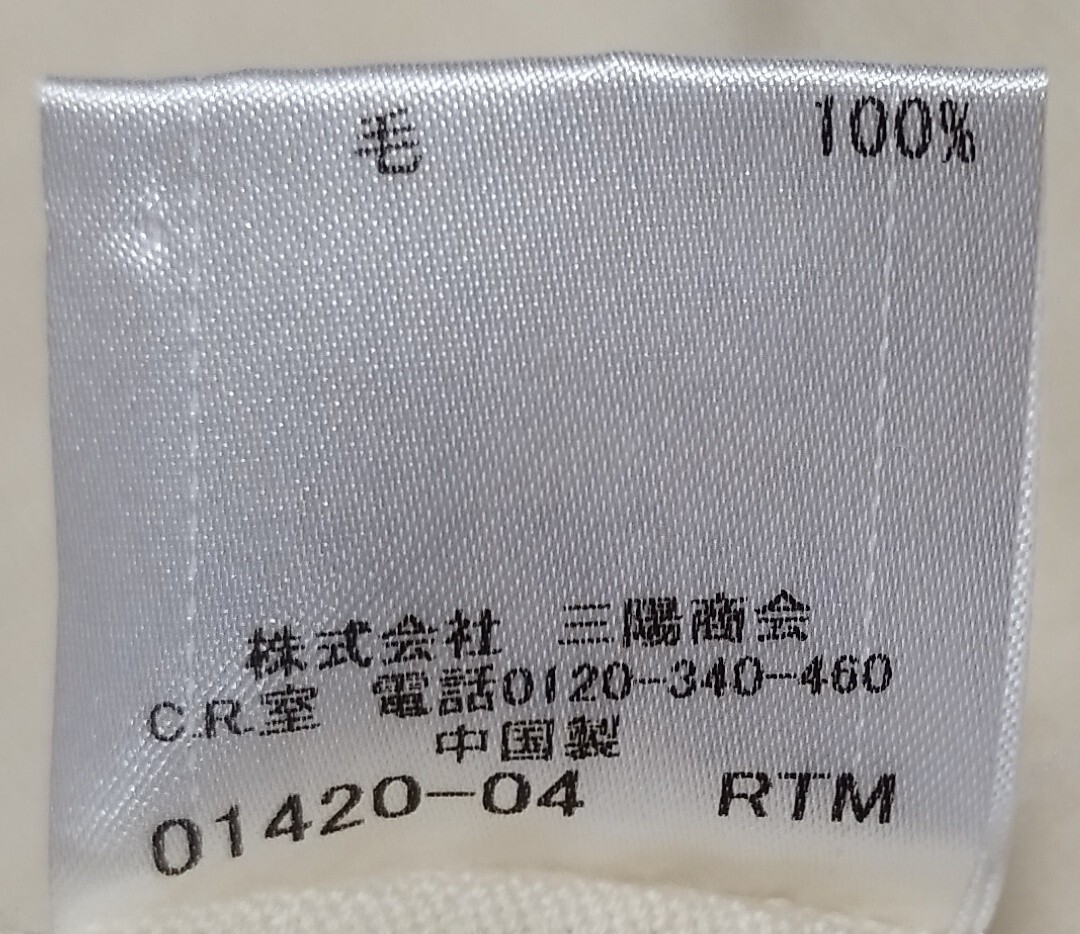 毛 100%
株式会社 三陽商会
C.R.室 電話0120-340-460
中国製
01420-04 RTM